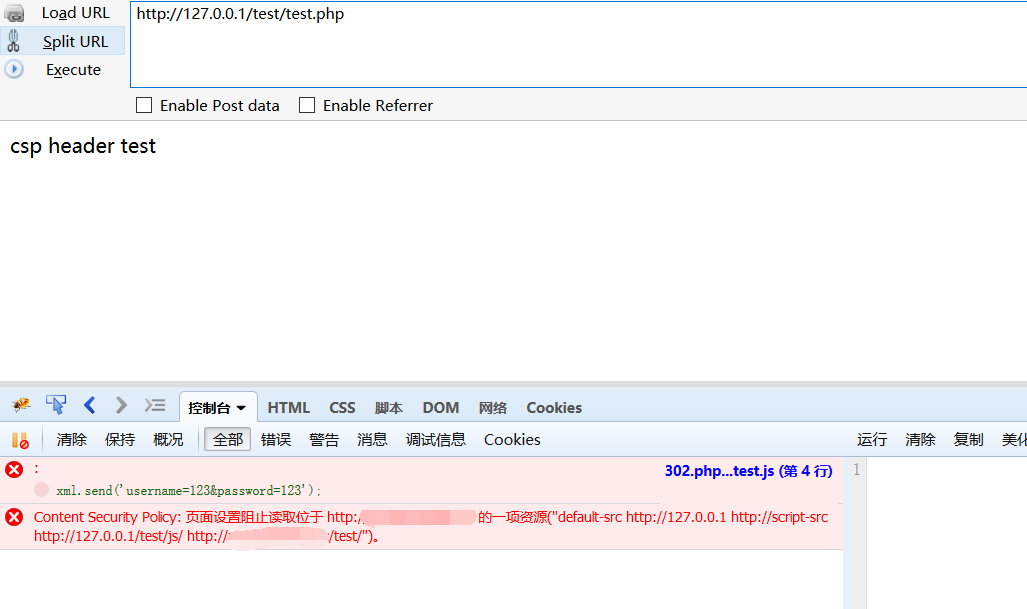 Load URL
http://127.0.0.1/test/test.php
Split URL
Execute
Enable Post data
Enable Referrer
csp header test
控制台
HTML
CSS
脚本
DOM
网络
Cookies
清除
保持
概况
全部
错误
警告
消息
调试信息
Cookies
运行
清除
复制
美化
:
302.php...test.js (第 4 行)
1
xml.send('username=123&password=123');
Content Security Policy: 页面设置阻止读取位于 http:/ 的一项资源("default-src http://127.0.0.1 http://script-src
http://127.0.0.1/test/js/ http:// /test/")。